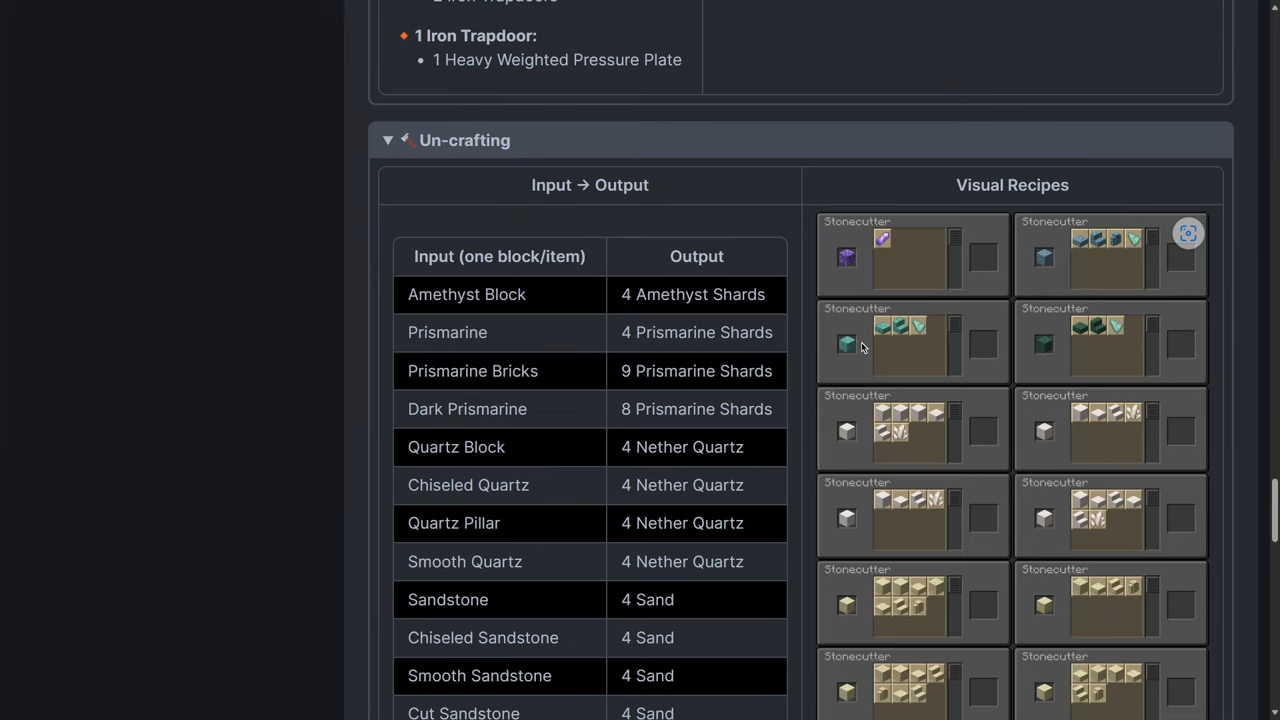 1 Iron Trapdoor:
1 Heavy Weighted Pressure Plate
Un-crafting
Input → Output
Visual Recipes
Input (one block/item) Output
Amethyst Block 4 Amethyst Shards
Prismarine 4 Prismarine Shards
Prismarine Bricks 9 Prismarine Shards
Dark Prismarine 8 Prismarine Shards
Quartz Block 4 Nether Quartz
Chiseled Quartz 4 Nether Quartz
Quartz Pillar 4 Nether Quartz
Smooth Quartz 4 Nether Quartz
Sandstone 4 Sand
Chiseled Sandstone 4 Sand
Smooth Sandstone 4 Sand
Cut Sandstone 4 Sand
Stonecutter Stonecutter
Stonecutter Stonecutter
Stonecutter Stonecutter
Stonecutter Stonecutter
Stonecutter Stonecutter
Stonecutter Stonecutter